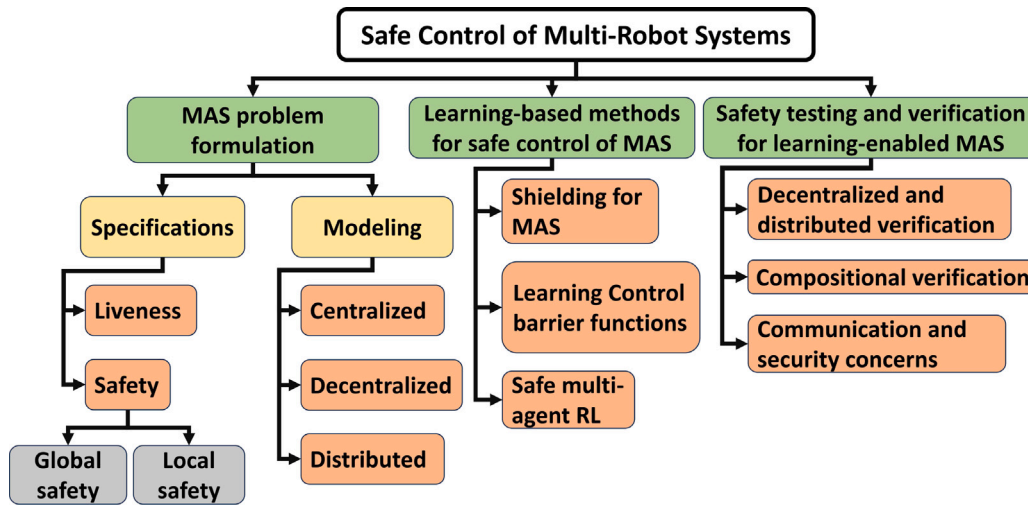 Safe Control of Multi-Robot Systems
MAS problem
formulation
Learning-based methods
for safe control of MAS
Safety testing and verification
for learning-enabled MAS
Specifications
Modeling
Liveness
Safety
Global
safety
Local
safety
Centralized
Decentralized
Distributed
Shielding for
MAS
Learning Control
barrier functions
Safe multi-
agent RL
Decentralized and
distributed verification
Compositional verification
Communication and
security concerns